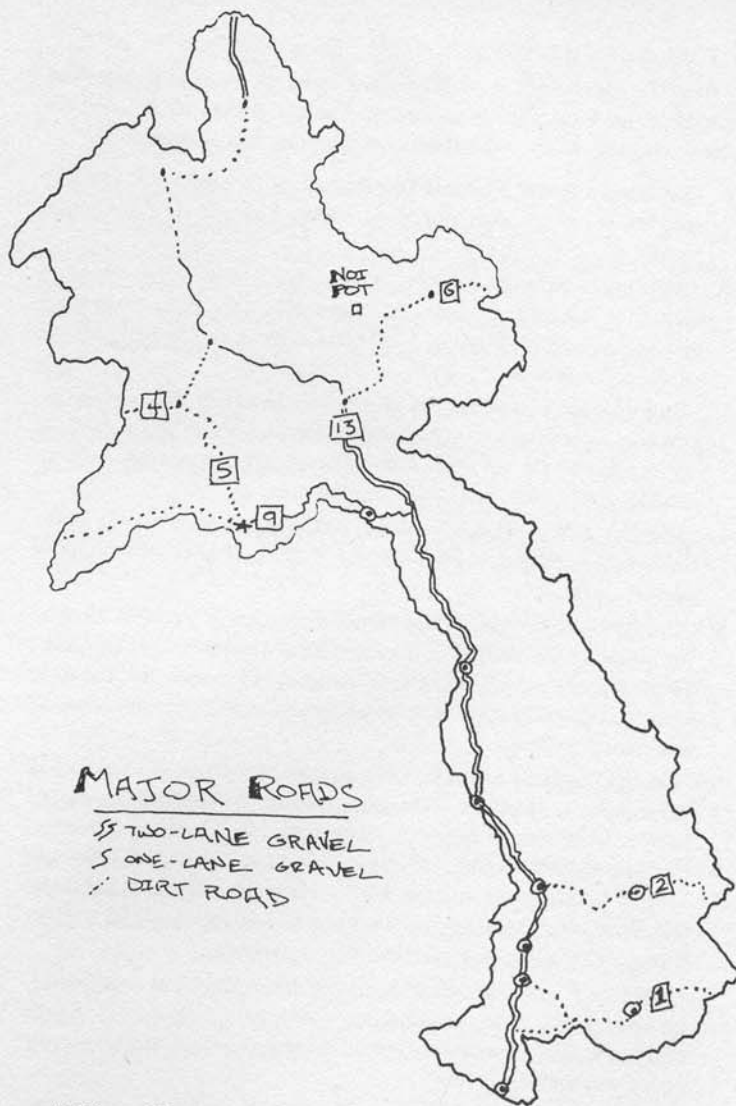 NOI
POT
6
4
13
5
9
MAJOR ROADS
TWO-LANE GRAVEL
ONE-LANE GRAVEL
DIRT ROAD
2
1